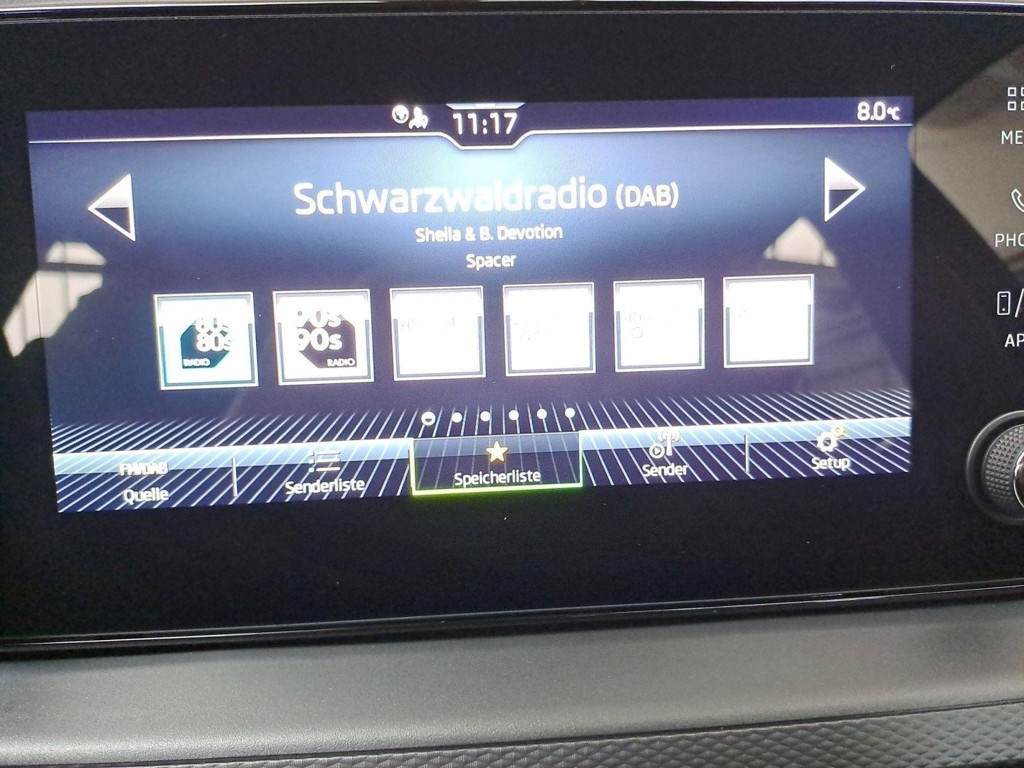 11:17
8.0°C
Schwarzwaldradio (DAB)
Sheila & B. Devotion
Spacer
80s
80s
RADIO
90s
90s
RADIO
FM/DAB
Quelle
Senderliste
Speicherliste
Sender
Setup
ME
PHO
AP